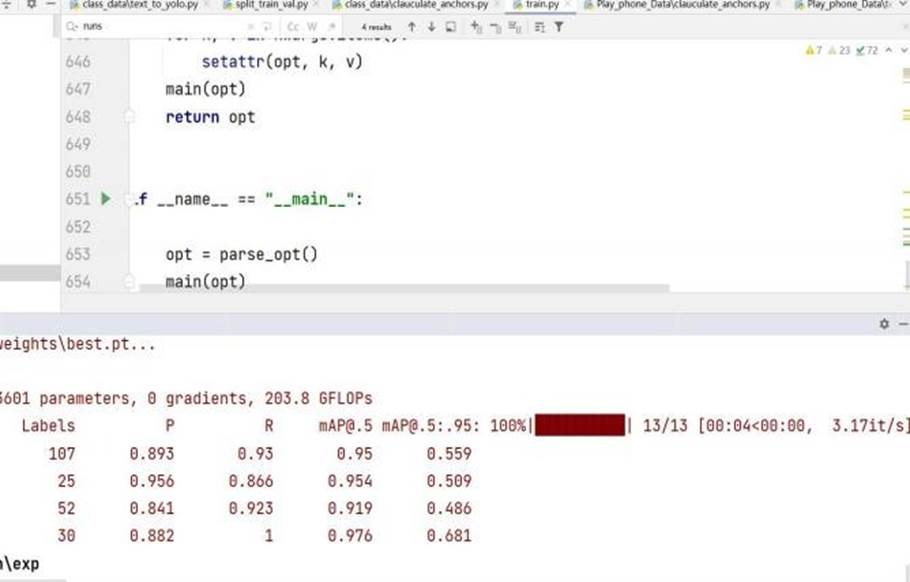 class_data\text_to_yolo.py split_train_val.py class_data\clauculate_anchors.py train.py Play_phone_Data\clauculate_anchors.py Play_phone_Data\
runs Cc W 4 results
7 23 72
646 setattr(opt, k, v)
647 main(opt)
648 return opt
649
650
651 if __name__ == "__main__":
652
653 opt = parse_opt()
654 main(opt)
weights\best.pt...
3601 parameters, 0 gradients, 203.8 GFLOPs
Labels P R mAP@.5 mAP@.5:.95: 100%| | 13/13 [00:04<00:00, 3.17it/s]
107 0.893 0.93 0.95 0.559
25 0.956 0.866 0.954 0.509
52 0.841 0.923 0.919 0.486
30 0.882 1 0.976 0.681
\exp